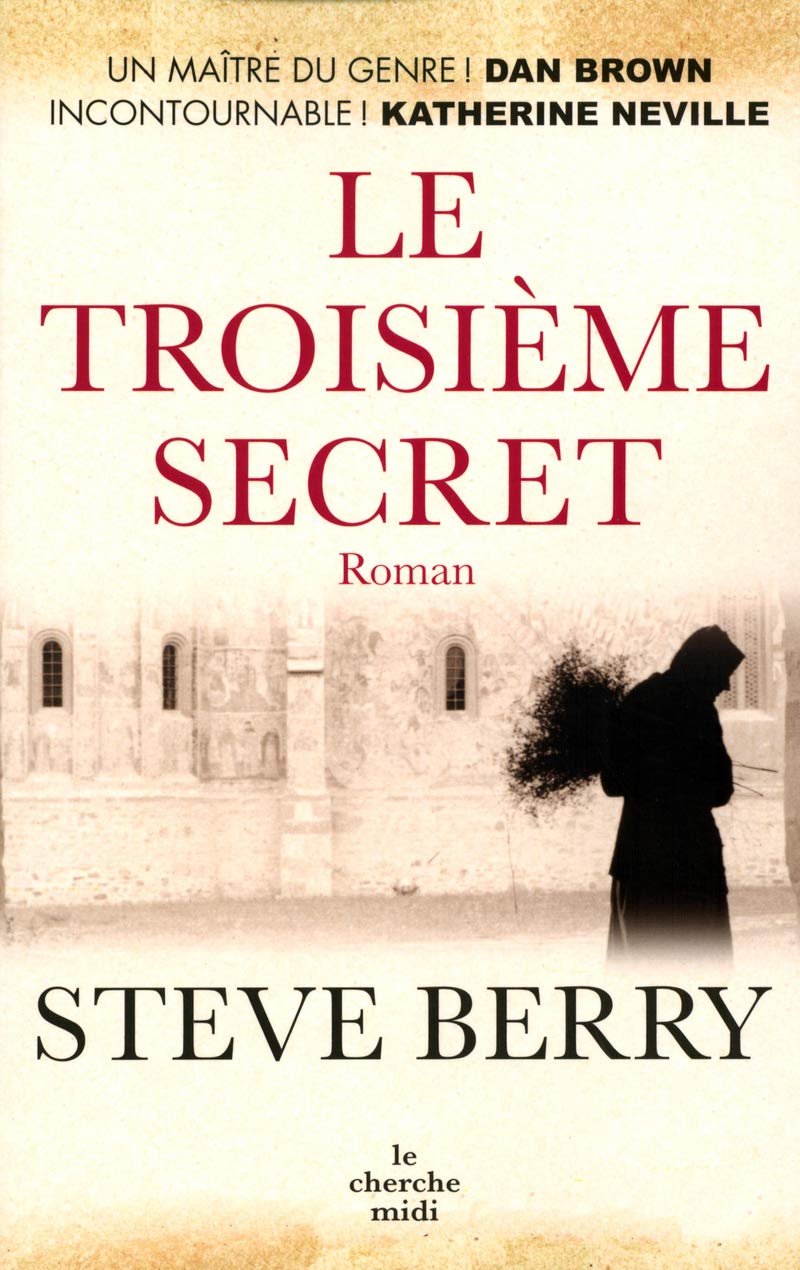 UN MAÎTRE DU GENRE ! DAN BROWN
INCONTOURNABLE ! KATHERINE NEVILLE
LE
TROISIÈME
SECRET
Roman
STEVE BERRY
le
cherche
midi